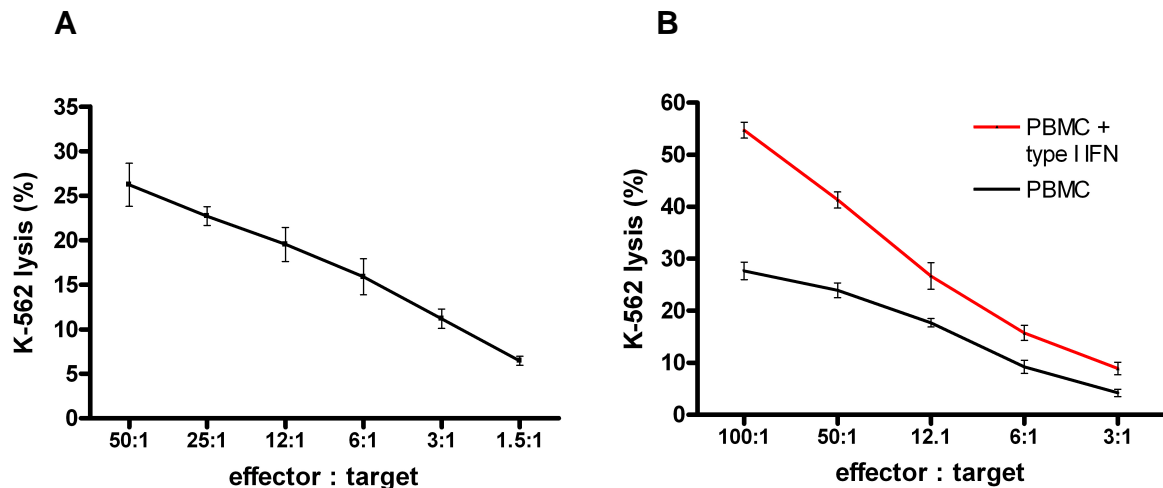 A
35
30
25
20
15
10
5
0
K-562 lysis (%)
50:1 25:1 12:1 6:1 3:1 1.5:1
effector : target
B
60
50
40
30
20
10
0
K-562 lysis (%)
PBMC +
type I IFN
PBMC
100:1 50:1 12.1 6:1 3:1
effector : target